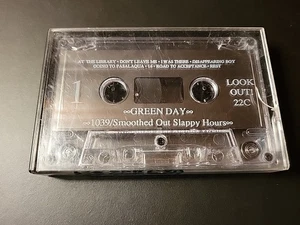 AT THE LIBRARY • DON'T LEAVE ME • I WAS THERE • DISAPPEARING BOY
GOING TO PASALAQUA • 16 • ROAD TO ACCEPTANCE • REST
1
LOOK
OUT!
22C
∞GREEN DAY∞
∞1039/Smoothed Out Slappy Hours∞